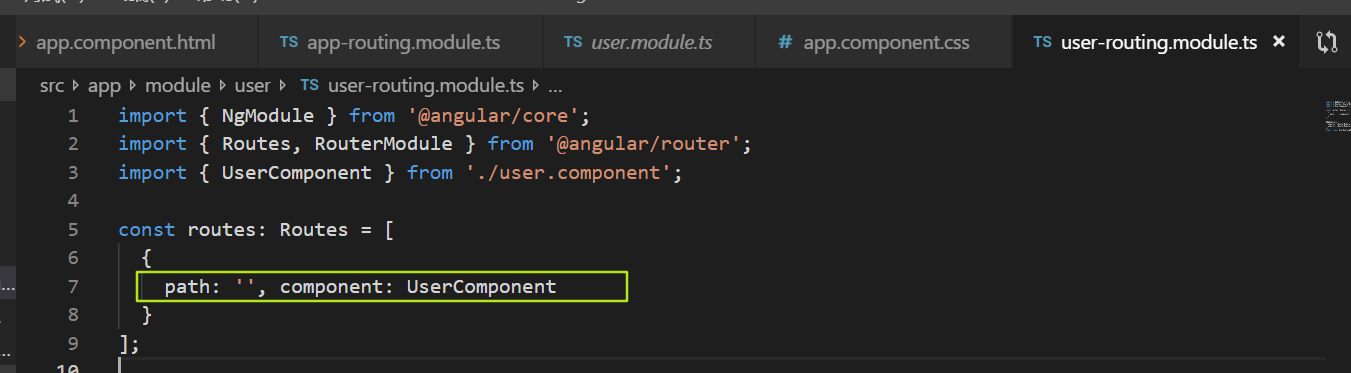 app.component.html TS app-routing.module.ts TS user.module.ts # app.component.css TS user-routing.module.ts ×
src > app > module > user > TS user-routing.module.ts > ...
1 import { NgModule } from '@angular/core';
2 import { Routes, RouterModule } from '@angular/router';
3 import { UserComponent } from './user.component';
4
5 const routes: Routes = [
6 {
7 path: '', component: UserComponent
8 }
9 ];
10